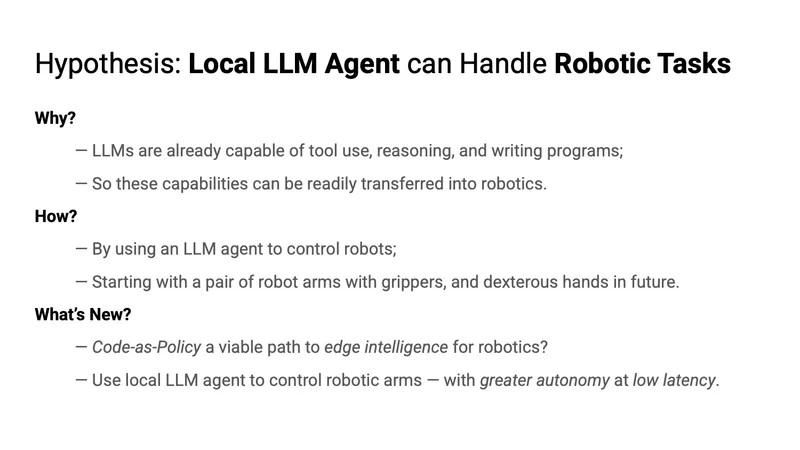 Hypothesis: Local LLM Agent can Handle Robotic Tasks
Why?
— LLMs are already capable of tool use, reasoning, and writing programs;
— So these capabilities can be readily transferred into robotics.
How?
— By using an LLM agent to control robots;
— Starting with a pair of robot arms with grippers, and dexterous hands in future.
What’s New?
— Code-as-Policy a viable path to edge intelligence for robotics?
— Use local LLM agent to control robotic arms — with greater autonomy at low latency.